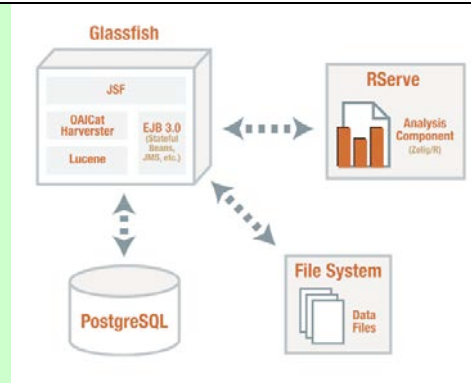 Glassfish
JSF
OAICat
Harverster
Lucene
EJB 3.0
(Stateful
Beans,
JMS, etc.)
RServe
Analysis
Component
(Zelig/R)
PostgreSQL
File System
Data
Files